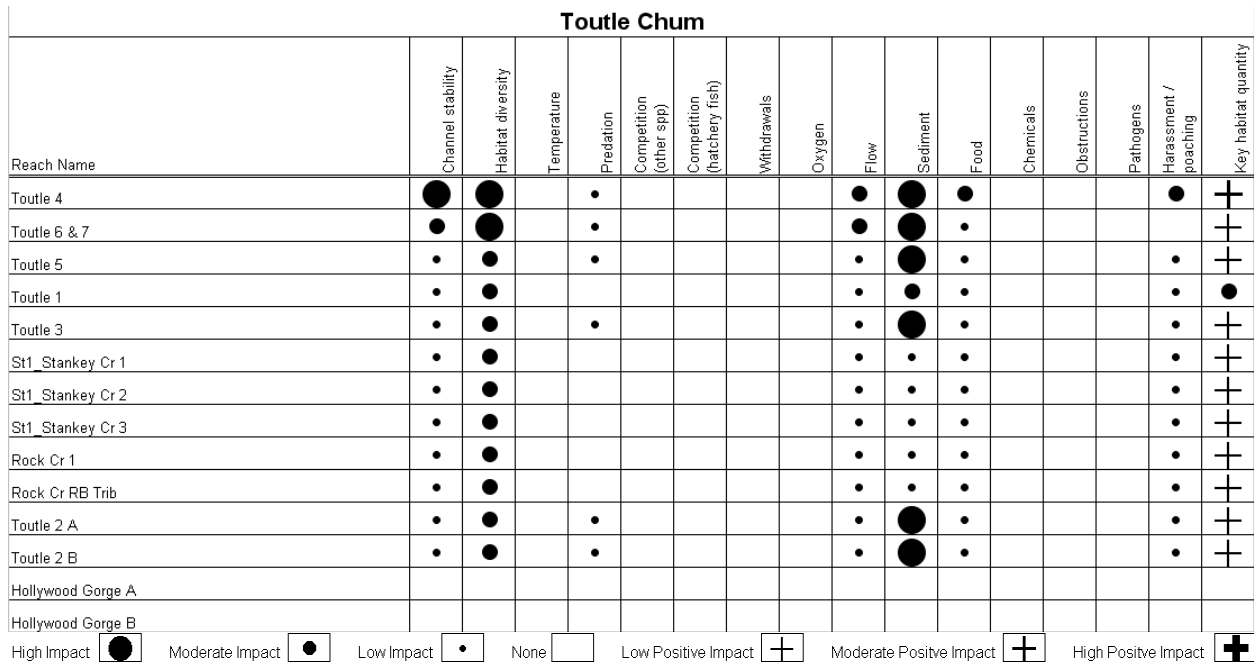 Toutle Chum
Reach Name
Channel stability
Habitat diversity
Temperature
Predation
Competition
(other spp)
Competition
(hatchery fish)
Withdrawals
Oxygen
Flow
Sediment
Food
Chemicals
Obstructions
Pathogens
Harassment /
poaching
Key habitat quantity
Toutle 4
Toutle 6 & 7
Toutle 5
Toutle 1
Toutle 3
St1_Stankey Cr 1
St1_Stankey Cr 2
St1_Stankey Cr 3
Rock Cr 1
Rock Cr RB Trib
Toutle 2 A
Toutle 2 B
Hollywood Gorge A
Hollywood Gorge B
High Impact Moderate Impact Low Impact None Low Positive Impact Moderate Positve Impact High Positve Impact